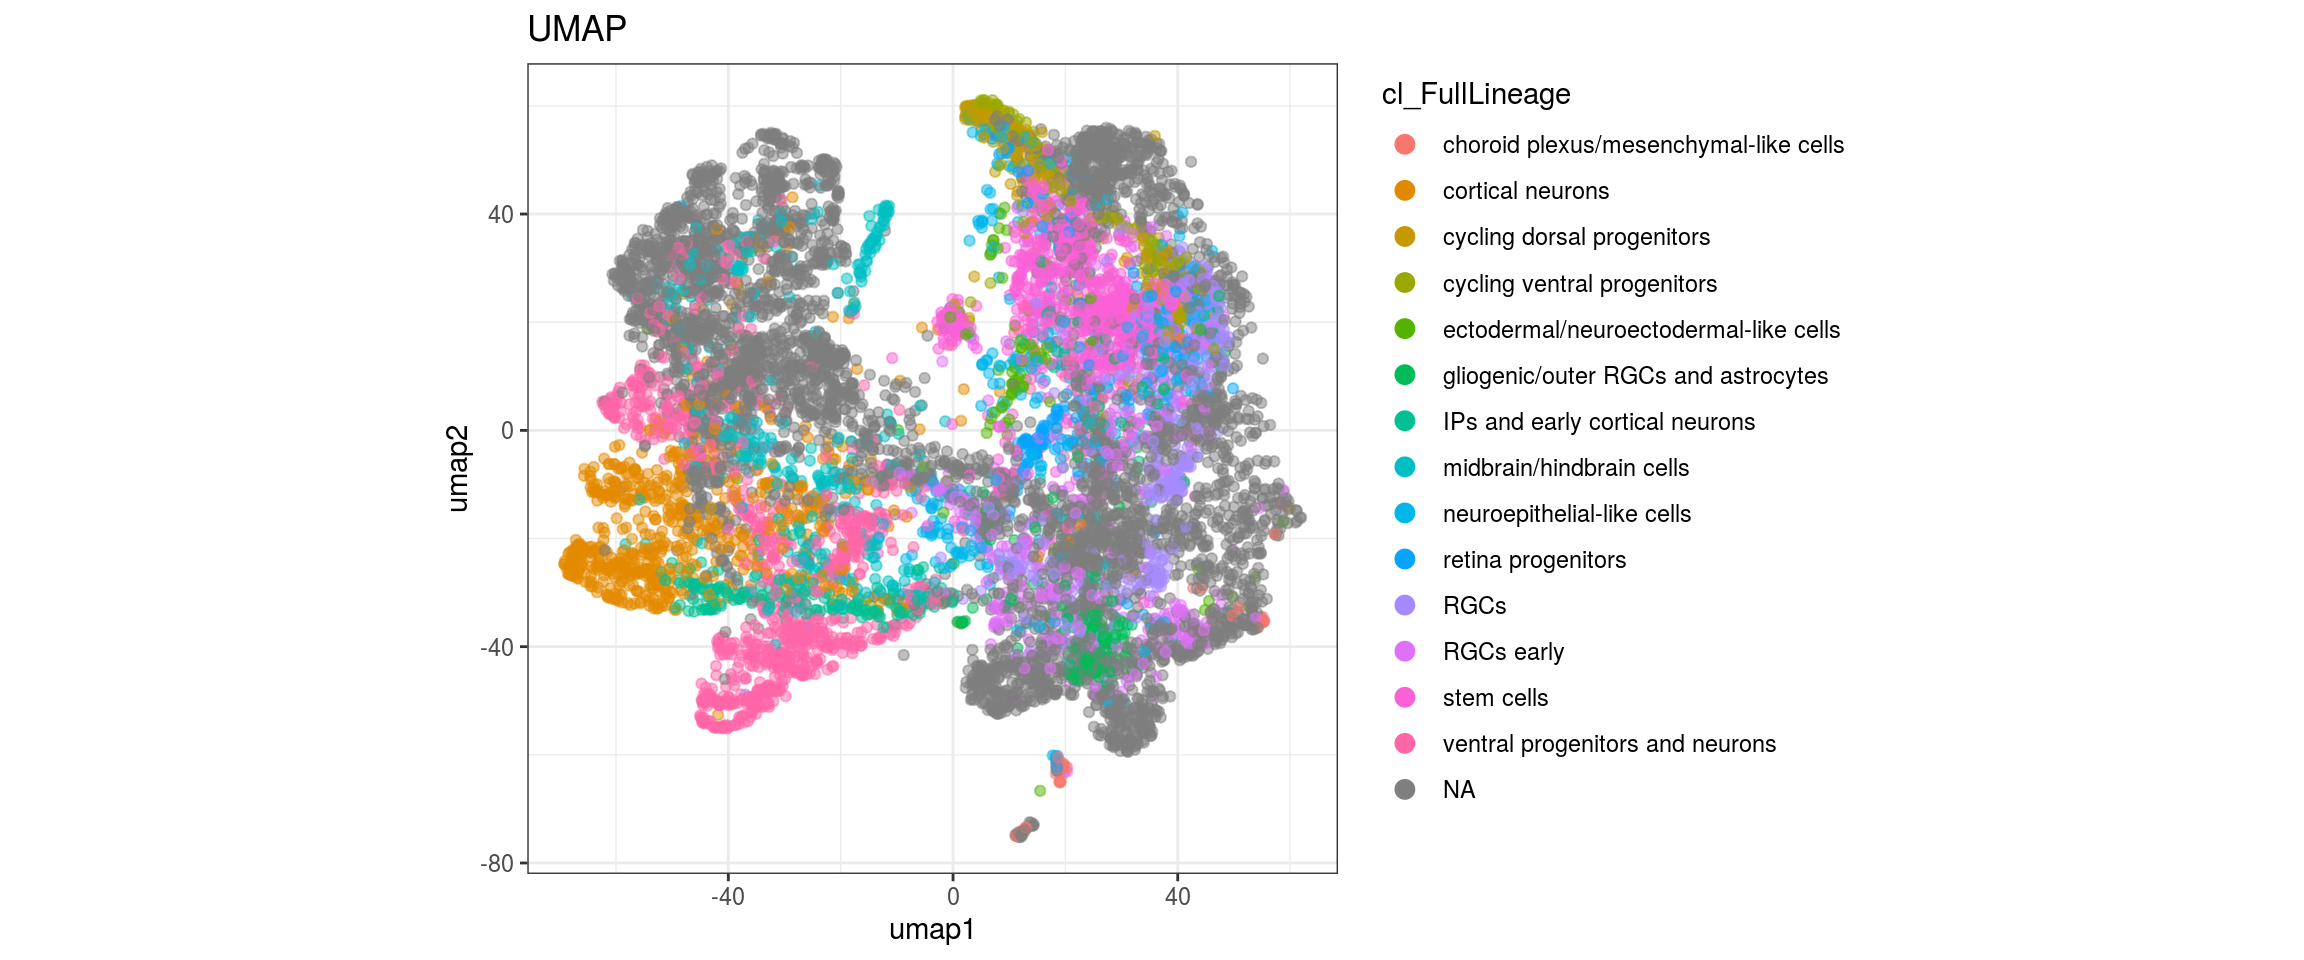 UMAP
umap2
40
0
-40
-80
-40
0
40
umap1
cl_FullLineage
choroid plexus/mesenchymal-like cells
cortical neurons
cycling dorsal progenitors
cycling ventral progenitors
ectodermal/neuroectodermal-like cells
gliogenic/outer RGCs and astrocytes
IPs and early cortical neurons
midbrain/hindbrain cells
neuroepithelial-like cells
retina progenitors
RGCs
RGCs early
stem cells
ventral progenitors and neurons
NA